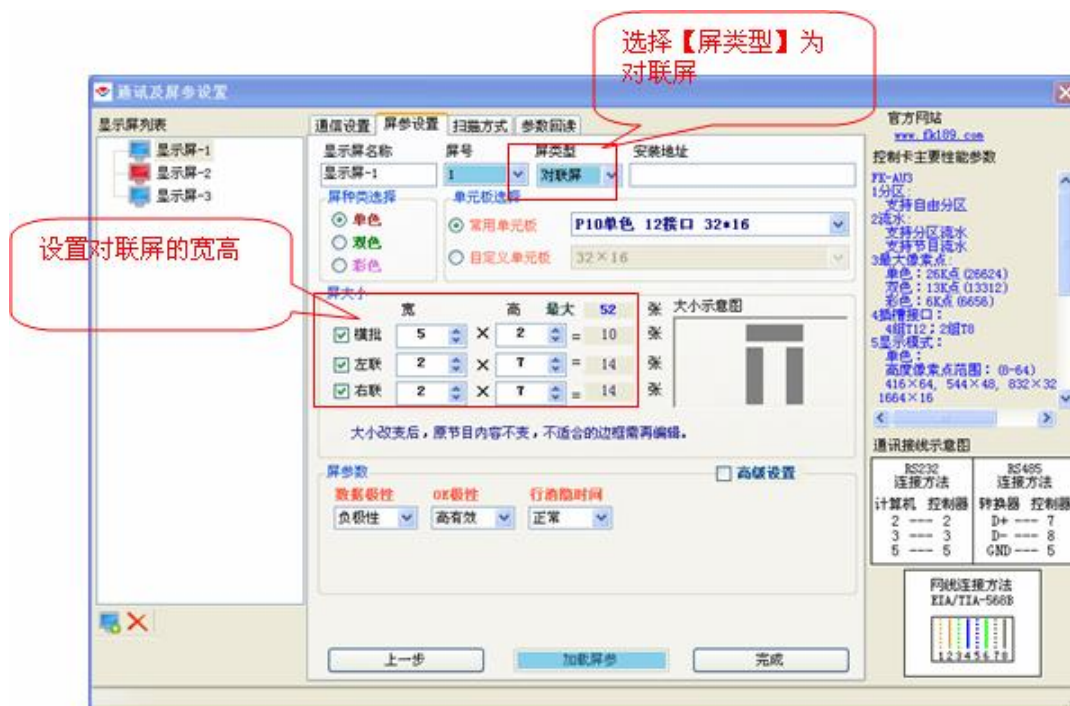 选择【屏类型】为
对联屏
通讯及屏参设置
显示屏列表
显示屏-1
显示屏-2
显示屏-3
设置对联屏的宽高
通信设置 屏参设置 扫描方式 参数回读
显示屏名称 屏号 屏类型 安装地址
显示屏-1 1 对联屏
屏种类选择 单元板选择
单色
双色
彩色
常用单元板 P10单色 12接口 32*16
自定义单元板 32×16
屏大小
宽 高 最大 52 张 大小示意图
横批 5 × 2 = 10 张
左联 2 × 7 = 14 张
右联 2 × 7 = 14 张
大小改变后，原节目内容不变，不适合的边框需再编辑。
屏参数 高级设置
数据极性 OE极性 行消隐时间
负极性 高有效 正常
上一步 加载屏参 完成
官方网站
www.fk189.com
控制卡主要性能
参数
FK-AU3
1分区：
支持自由分区
2流水：
支持分区流水
支持节目流水
3最大像素点：
单色：26K点(26624)
双色：13K点(13312)
彩色：6K点(6656)
4插槽接口：
4组T12；2组T8
5显示模式：
单色：
高度像素点范围：(8-64)
416×64, 544×48, 832×32
1664×16
通讯接线示意图
RS232 RS485
连接方法 连接方法
计算机 控制器 转换器 控制器
2 --- 2 D+ --- 7
3 --- 3 D- --- 8
5 --- 5 GND --- 5
网线连接方法
EIA/TIA-568B
1 2 3 4 5 6 7 8